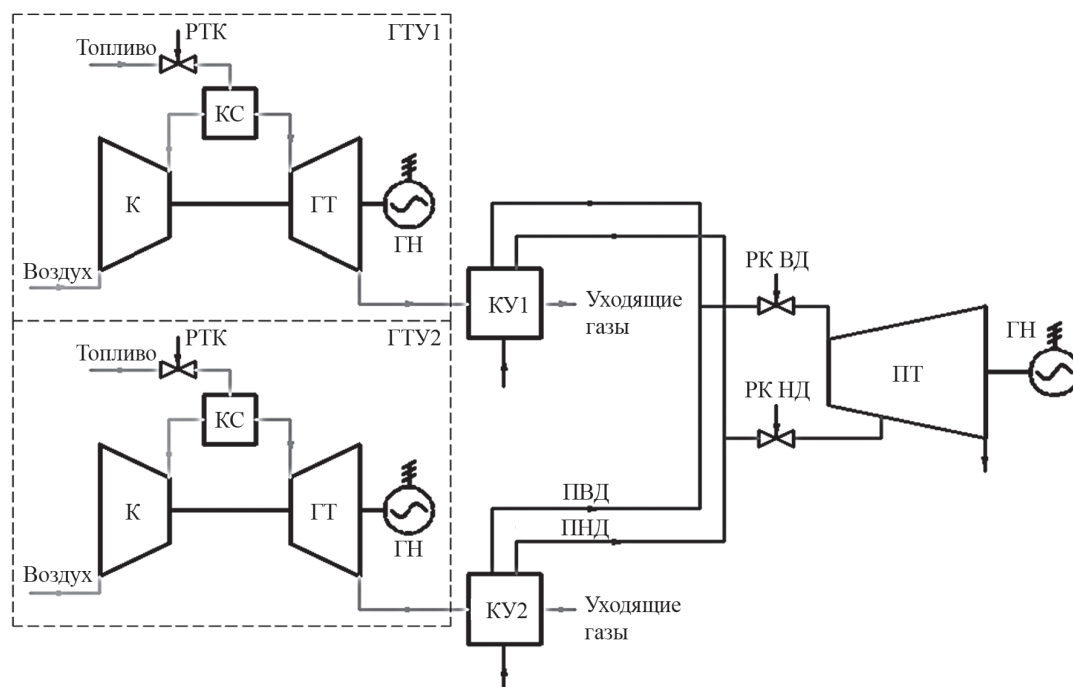 РТК
ГТУ1
Топливо
КС
К
ГТ
ГН
Воздух
КУ1
Уходящие
газы
РТК
ГТУ2
Топливо
КС
К
ГТ
ГН
Воздух
ПВД
ПНД
КУ2
Уходящие
газы
РК ВД
РК НД
ПТ
ГН